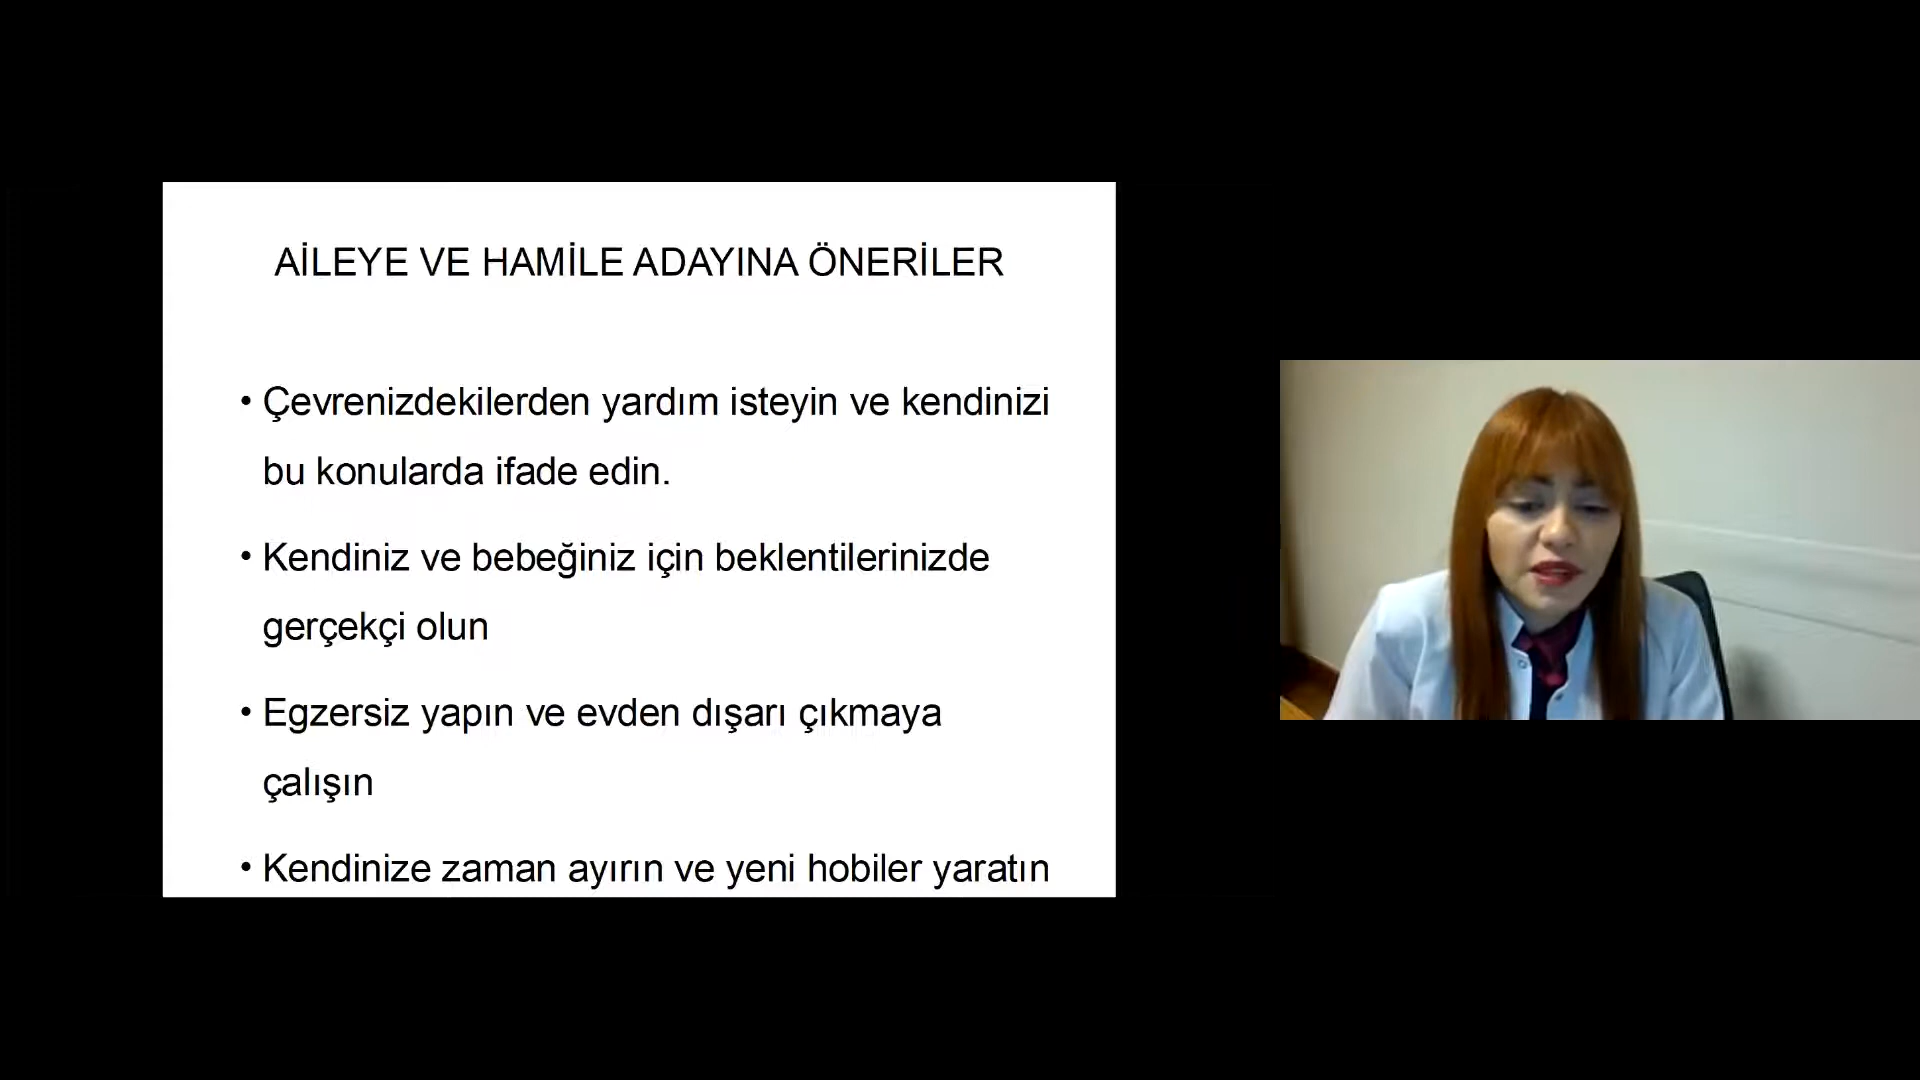 AİLEYE VE HAMİLE ADAYINA ÖNERİLER
• Çevrenizdekilerden yardım isteyin ve kendinizi
bu konularda ifade edin.
• Kendiniz ve bebeğiniz için beklentilerinizde
gerçekçi olun
• Egzersiz yapın ve evden dışarı çıkmaya
çalışın
• Kendinize zaman ayırın ve yeni hobiler yaratın